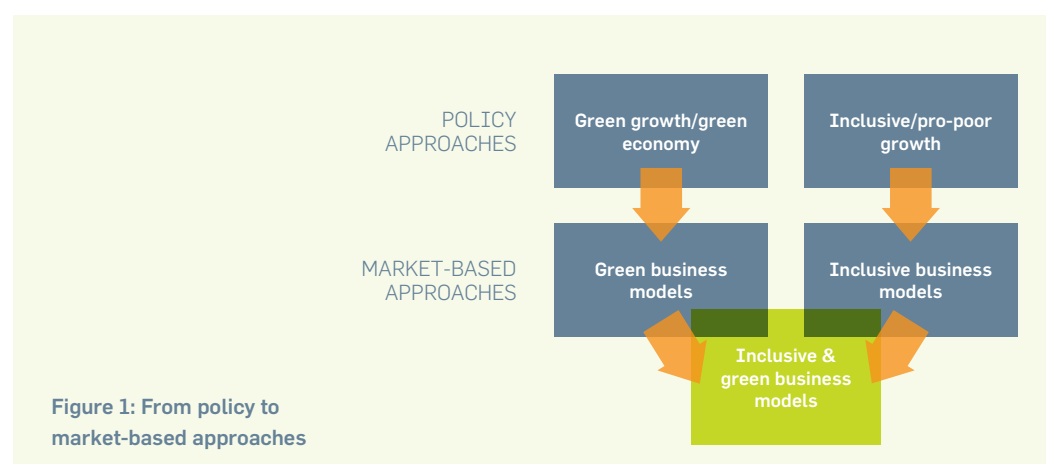 POLICY
APPROACHES
Green growth/green
economy
Inclusive/pro-poor
growth
MARKET-BASED
APPROACHES
Green business
models
Inclusive business
models
Inclusive &
green business
models
Figure 1: From policy to
market-based approaches